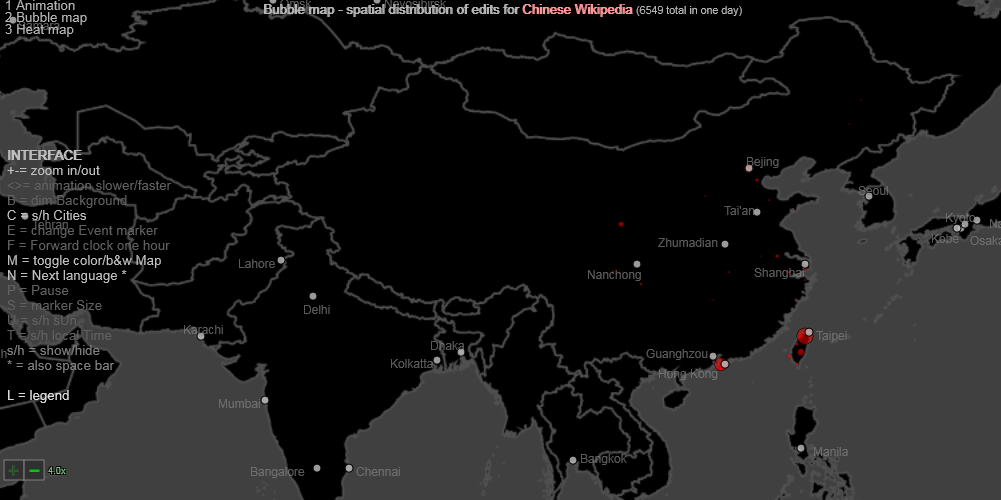 1 Animation
2 Bubble map
3 Heat map
Bubble map - spatial distribution of edits for Chinese Wikipedia (6549 total in one day)
Omsk
Novosibirsk
Samara
INTERFACE
+-= zoom in/out
<>= animation slower/faster
B = dim Background
C = s/h Cities
E = change Event marker
F = Forward clock one hour
M = toggle color/b&w Map
N = Next language *
P = Pause
S = marker Size
U = s/h sUn
T = s/h local Time
s/h = show/hide
* = also space bar
L = legend
4.0x
Tehran
Bejing
Seoul
Tai'an
Kyoto
Kobe
Osaka
Zhumadian
Lahore
Nanchong
Shanghai
Delhi
Karachi
Taipei
Dhaka
Kolkatta
Guanghzou
Hong Kong
Mumbai
Manila
Bangkok
Bangalore
Chennai